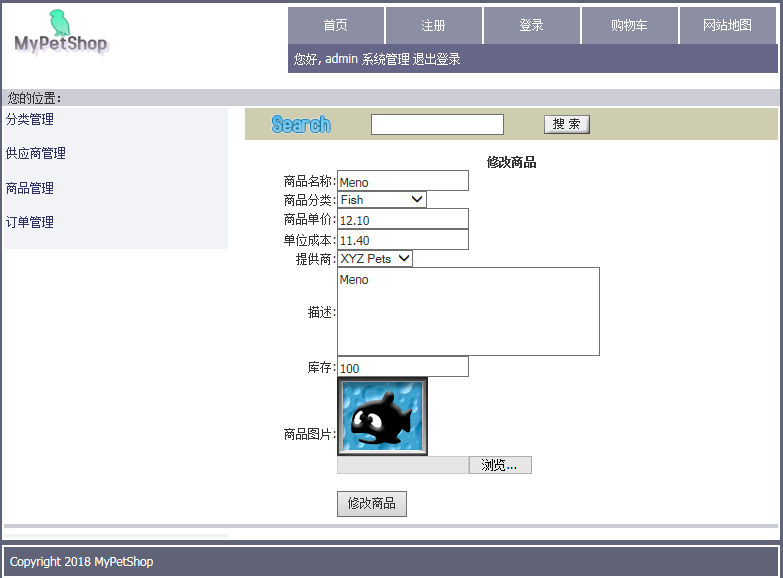 MyPetShop
首页 注册 登录 购物车 网站地图
您好, admin 系统管理 退出登录
您的位置：
分类管理
供应商管理
商品管理
订单管理
Search 搜 索
修改商品
商品名称: Meno
商品分类: Fish
商品单价: 12.10
单位成本: 11.40
提供商: XYZ Pets
描述: Meno
库存: 100
商品图片:
浏览...
修改商品
Copyright 2018 MyPetShop